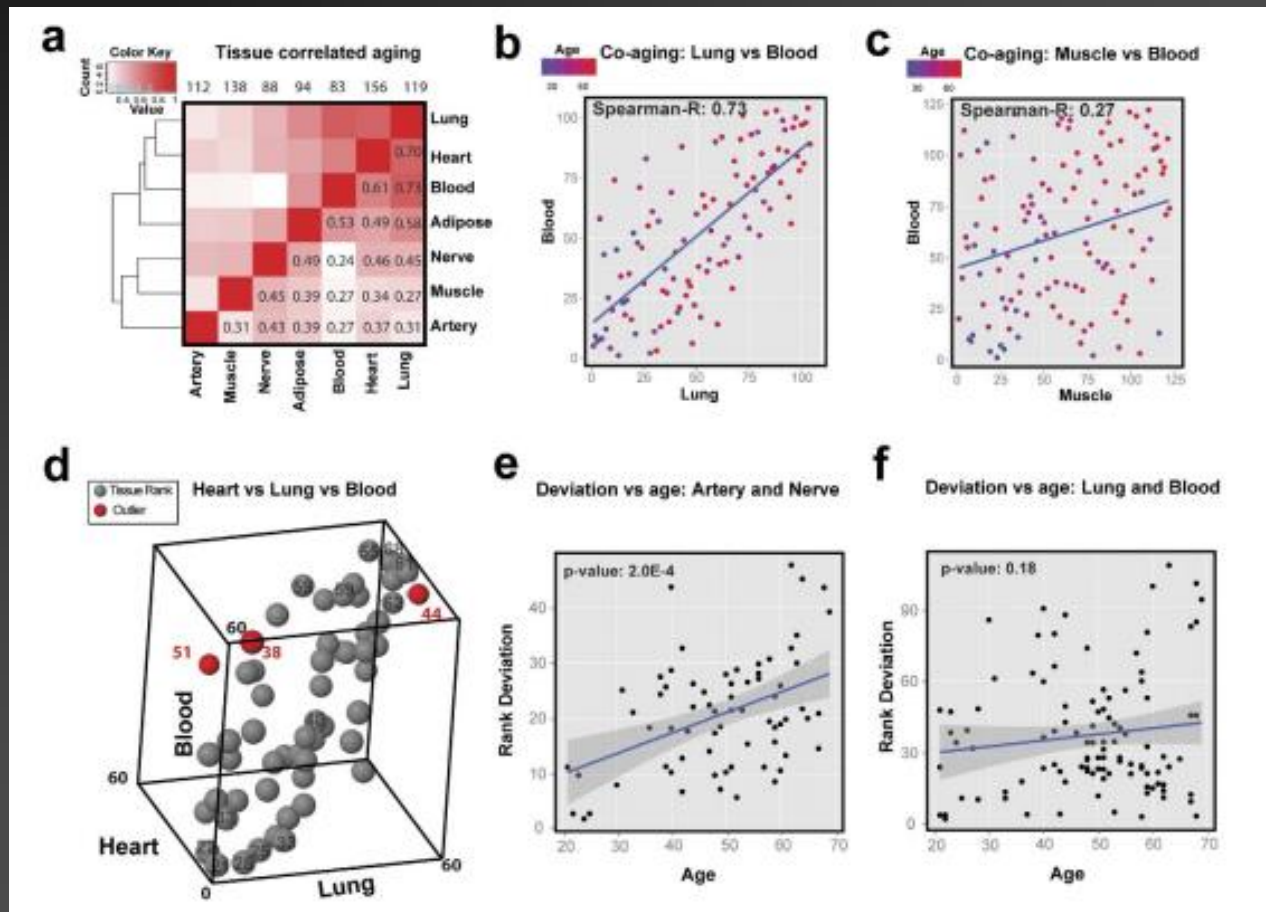 a
Color Key
Tissue correlated aging
Count
Value
112 138 88 94 83 156 119
Lung
Heart
Blood
Adipose
Nerve
Muscle
Artery
0.70
0.61 0.73
0.53 0.49 0.58
0.49 0.24 0.46 0.45
0.45 0.39 0.27 0.34 0.27
0.31 0.43 0.39 0.27 0.37 0.31
Artery Muscle Nerve Adipose Blood Heart Lung
b
Age
Co-aging: Lung vs Blood
Spearman-R: 0.73
Blood
100
75
50
25
0
0 25 50 75 100
Lung
c
Age
Co-aging: Muscle vs Blood
Spearman-R: 0.27
Blood
125
100
75
50
25
0
0 25 50 75 100 125
Muscle
d
Tissue Rank
Outlier
Heart vs Lung vs Blood
51
60
38
44
Blood
60
Heart
0
Lung
60
e
Deviation vs age: Artery and Nerve
p-value: 2.0E-4
Rank Deviation
40
30
20
10
0
20 30 40 50 60 70
Age
f
Deviation vs age: Lung and Blood
p-value: 0.18
Rank Deviation
90
60
30
0
20 30 40 50 60 70
Age